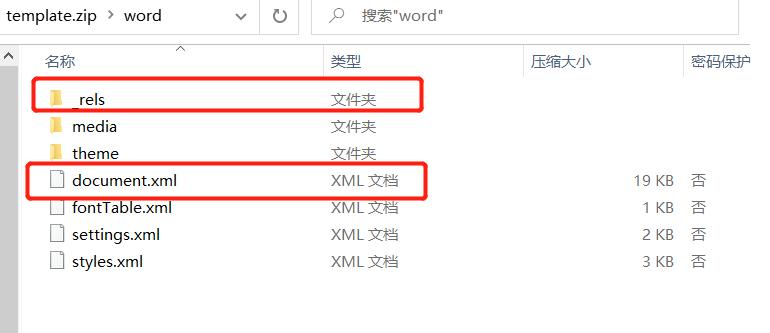 template.zip › word
搜索"word"
名称 类型 压缩大小 密码保护
_rels 文件夹
media 文件夹
theme 文件夹
document.xml XML 文档 19 KB 否
fontTable.xml XML 文档 1 KB 否
settings.xml XML 文档 2 KB 否
styles.xml XML 文档 3 KB 否